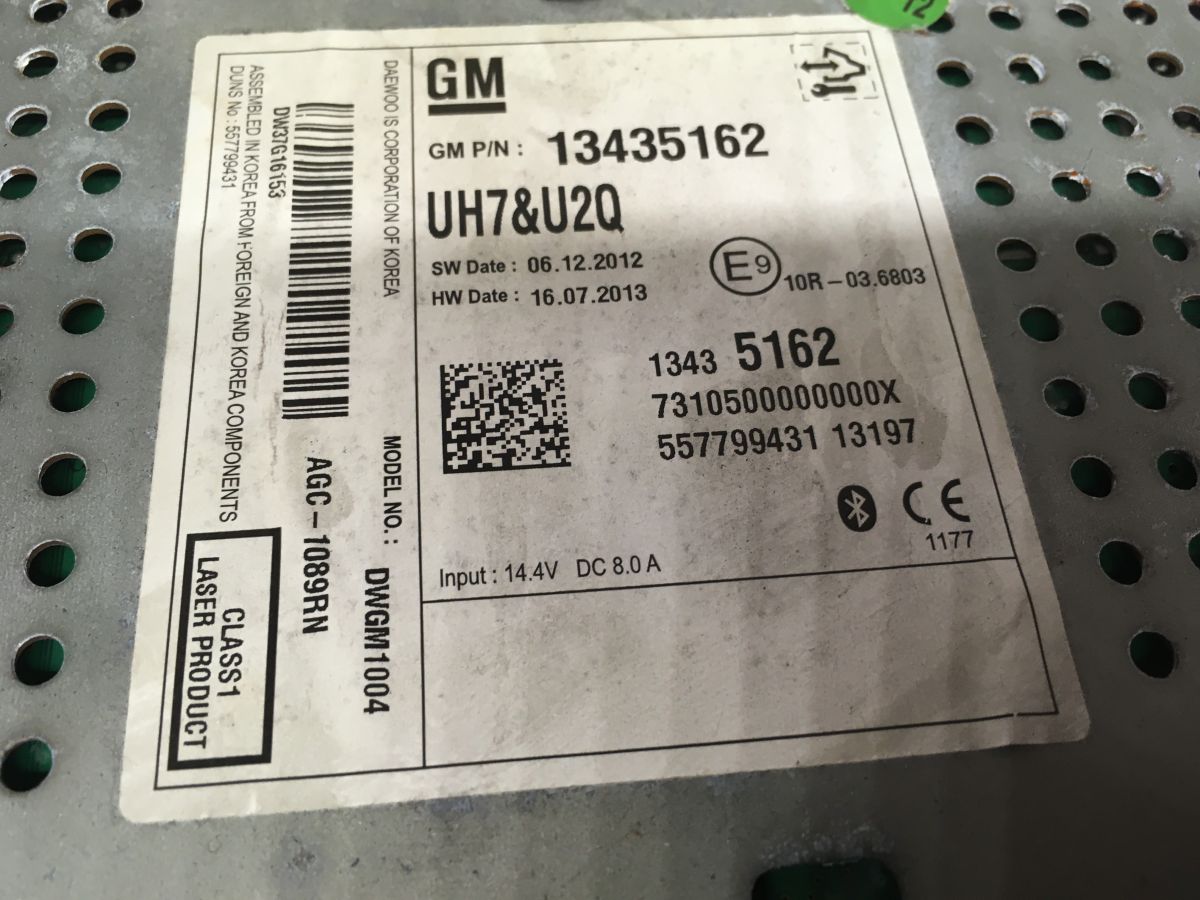 12
GM
GM P/N : 13435162
UH7&U2Q
SW Date : 06.12.2012
HW Date : 16.07.2013
E9 10R – 03.6803
1343 5162
7310500000000X
557799431 13197
CE
1177
Input : 14.4V DC 8.0 A
DAEWOO IS CORPORATION OF KOREA
MODEL NO. : DWGM1004
DW37G16153
AGC – 1089RN
ASSEMBLED IN KOREA FROM FOREIGN AND KOREA COMPONENTS
DUNS No : 557799431
CLASS1
LASER PRODUCT